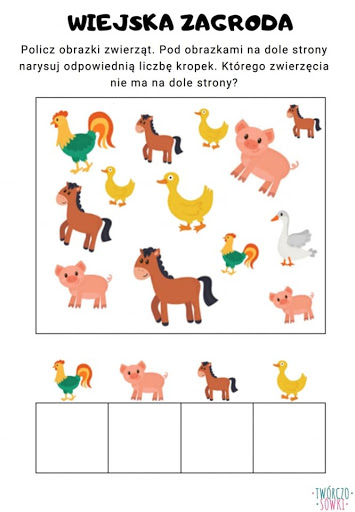 WIEJSKA ZAGRODA
Policz obrazki zwierząt. Pod obrazkami na dole strony
narysuj odpowiednią liczbę kropek. Którego zwierzęcia
nie ma na dole strony?
TWÓRCZO
SÓWKI